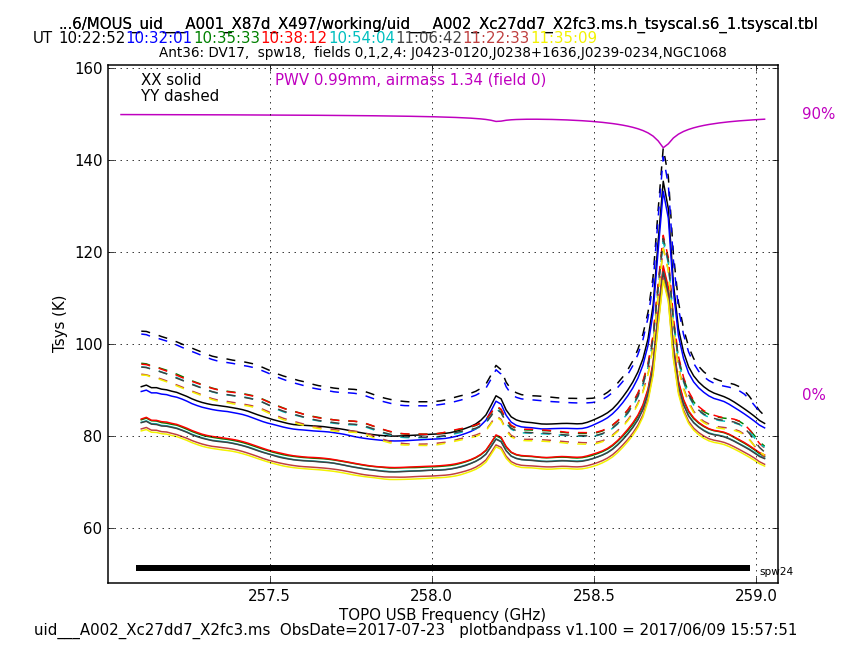 ...6/MOUS_uid___A001_X87d_X497/working/uid___A002_Xc27dd7_X2fc3.ms.h_tsyscal.s6_1.tsyscal.tbl
UT 10:22:52 10:32:01 10:35:33 10:38:12 10:54:04 11:06:42 11:22:33 11:35:09
Ant36: DV17,  spw18,  fields 0,1,2,4: J0423-0120,J0238+1636,J0239-0234,NGC1068
160
XX solid
PWV 0.99mm, airmass 1.34 (field 0)
YY dashed
90%
140
120
Tsys (K)
100
0%
80
60
spw24
257.5 258.0 258.5 259.0
TOPO USB Frequency (GHz)
uid___A002_Xc27dd7_X2fc3.ms  ObsDate=2017-07-23   plotbandpass v1.100 = 2017/06/09 15:57:51